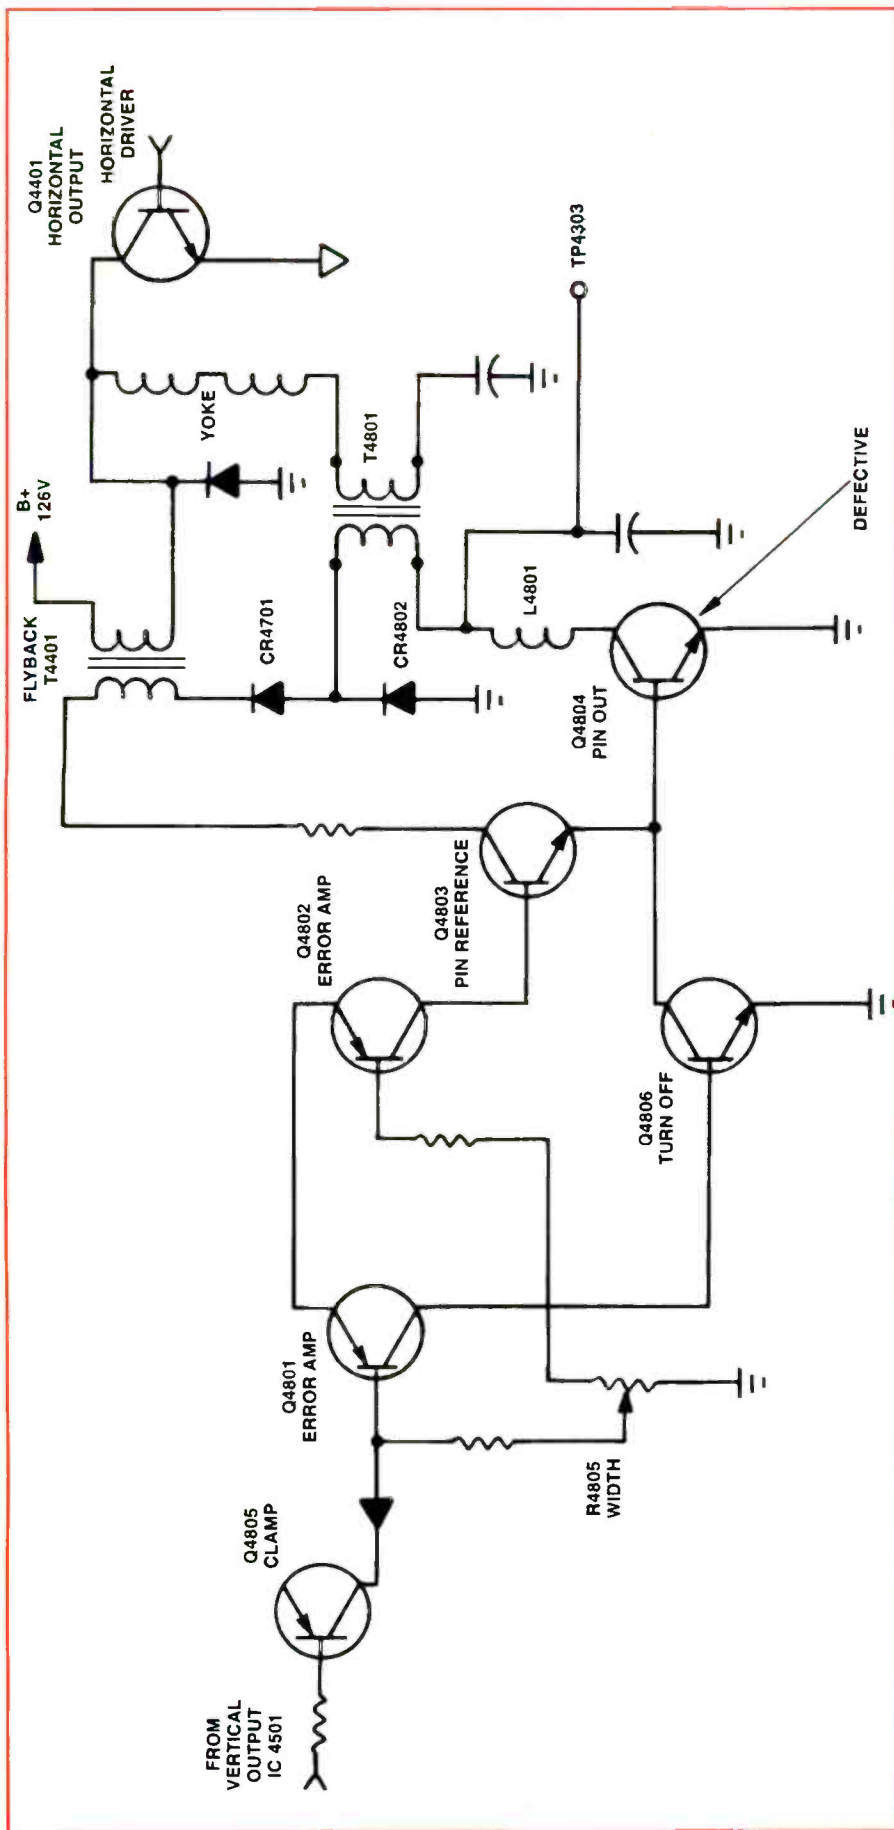 Q4401
HORIZONTAL
OUTPUT
HORIZONTAL
DRIVER
B+
126V
FLYBACK
T4401
YOKE
T4801
TP4303
CR4701
CR4802
L4801
DEFECTIVE
Q4804
PIN OUT
Q4803
PIN REFERENCE
Q4802
ERROR AMP
Q4806
TURN OFF
Q4801
ERROR AMP
R4805
WIDTH
Q4805
CLAMP
FROM
VERTICAL
OUTPUT
IC 4501